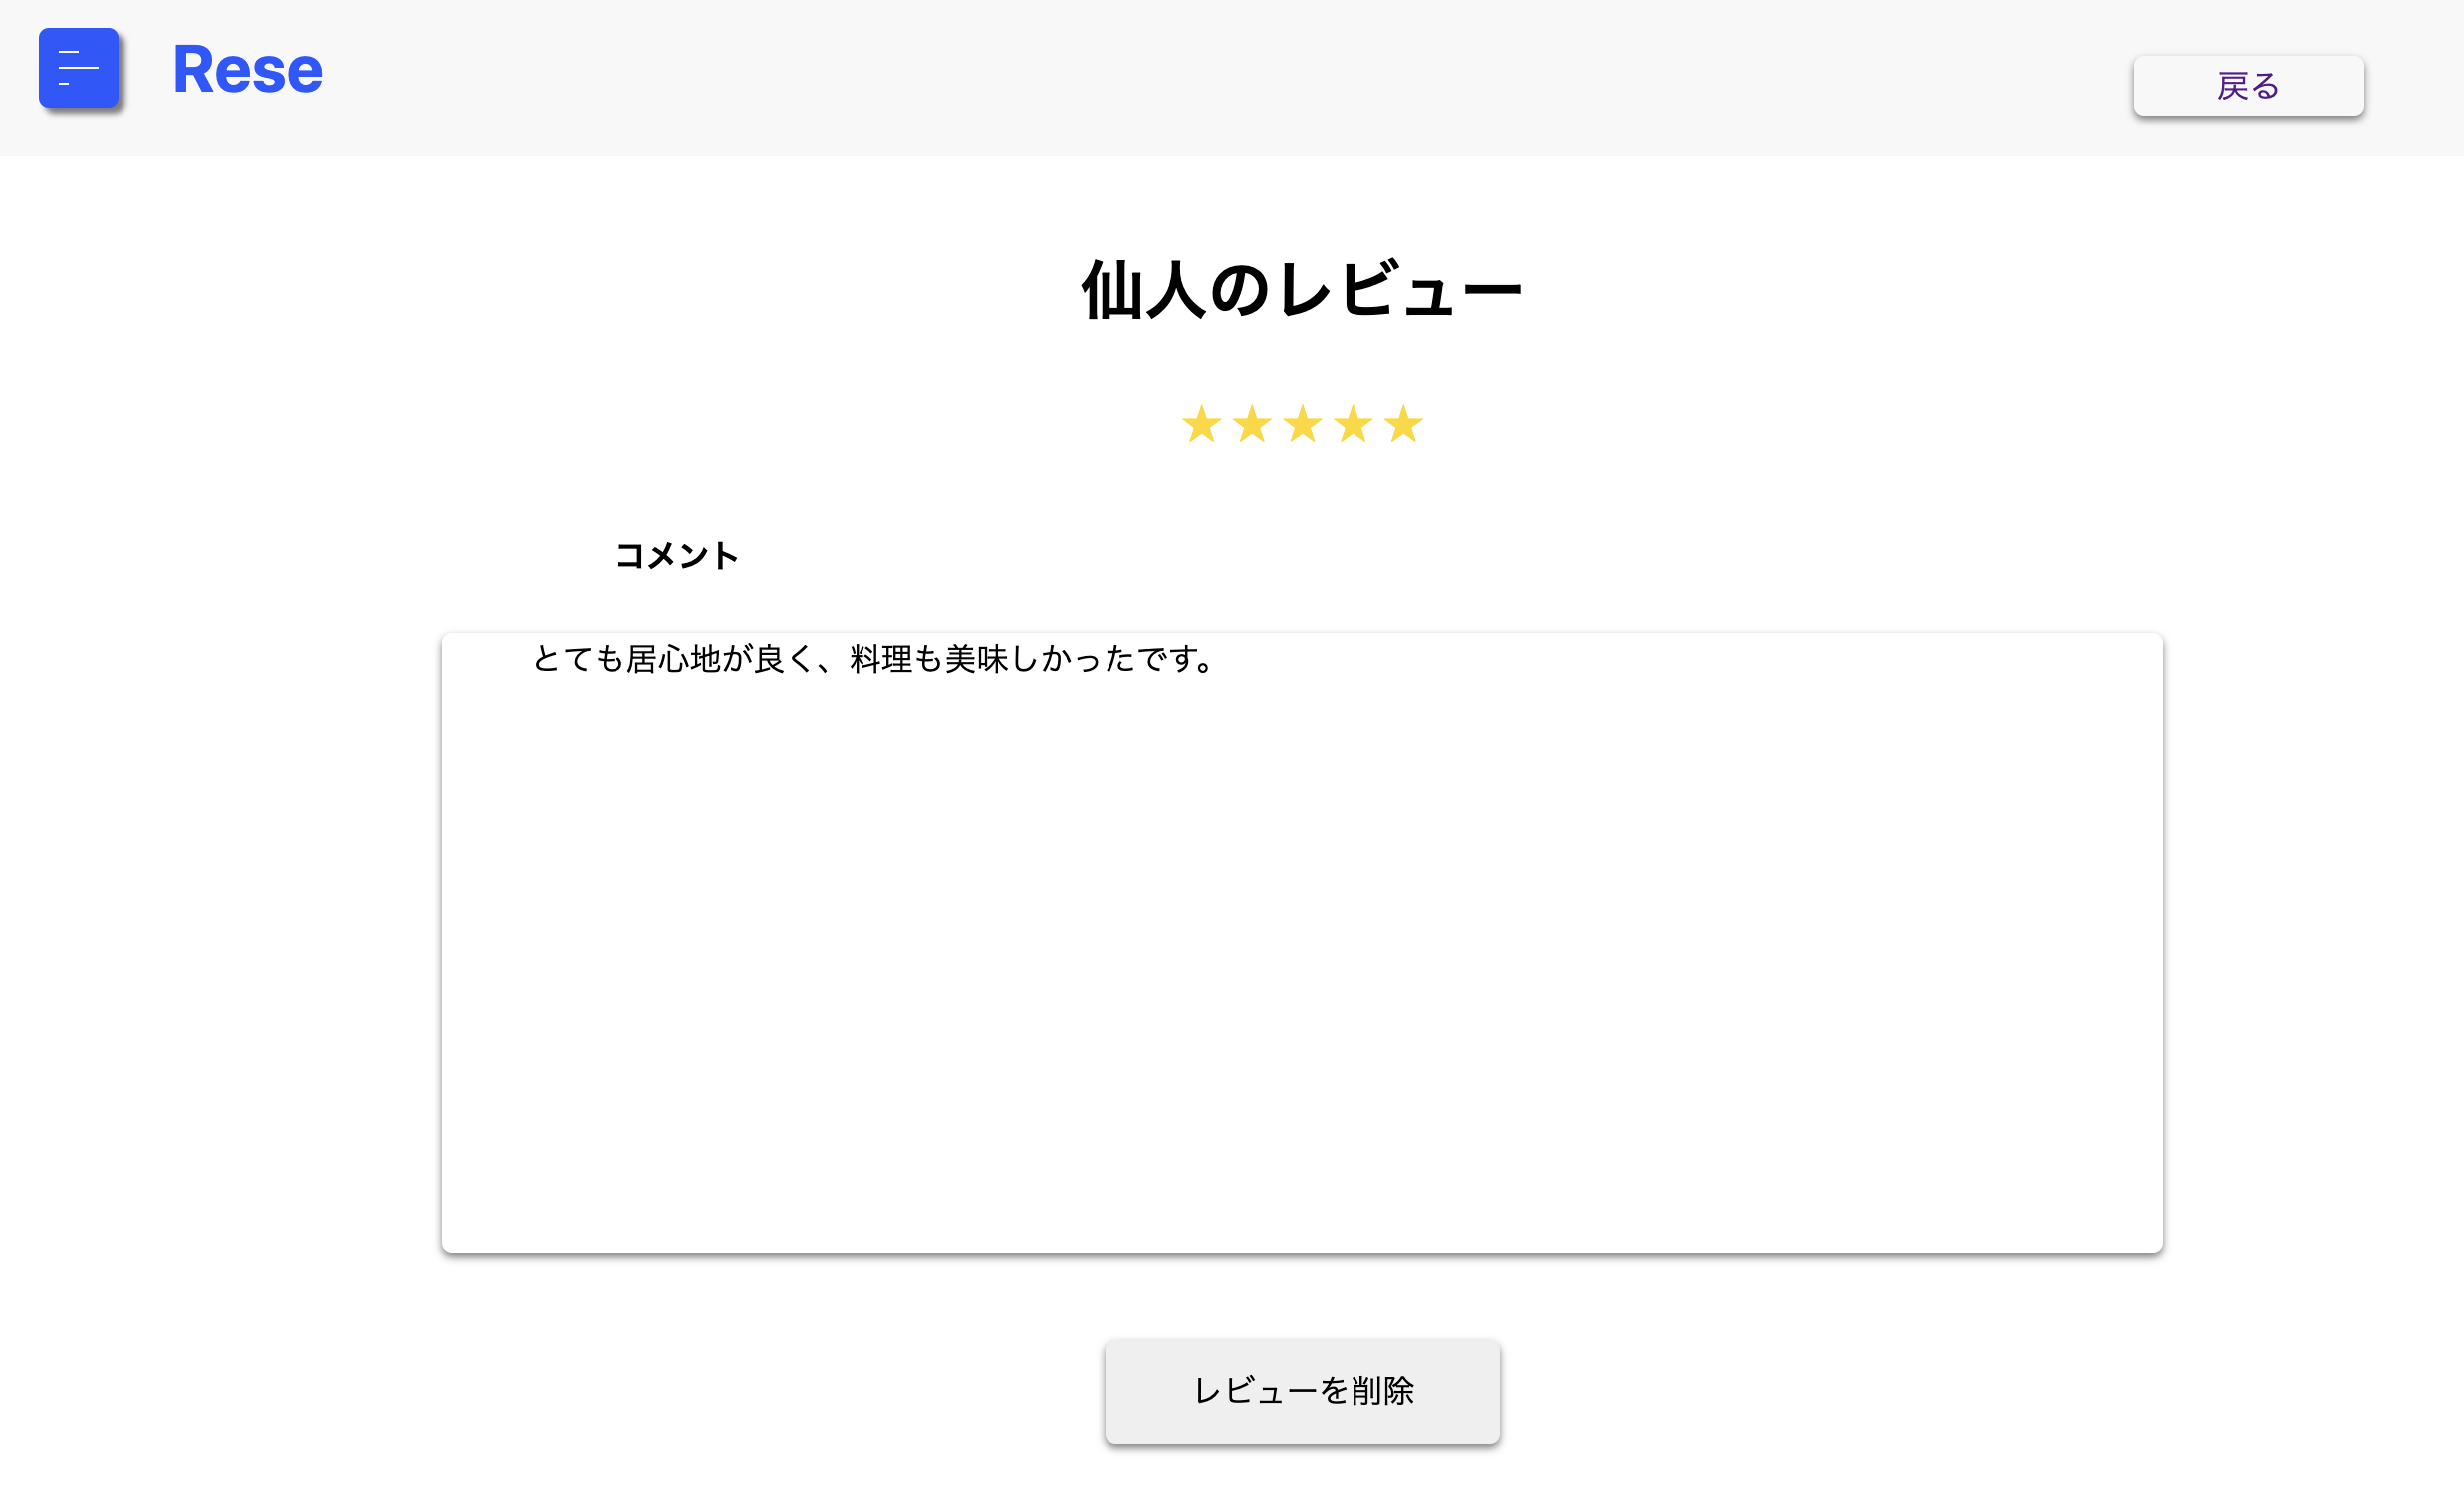 Rese
戻る
仙人のレビュー
★★★★★
コメント
とても居心地が良く、料理も美味しかったです。
レビューを削除